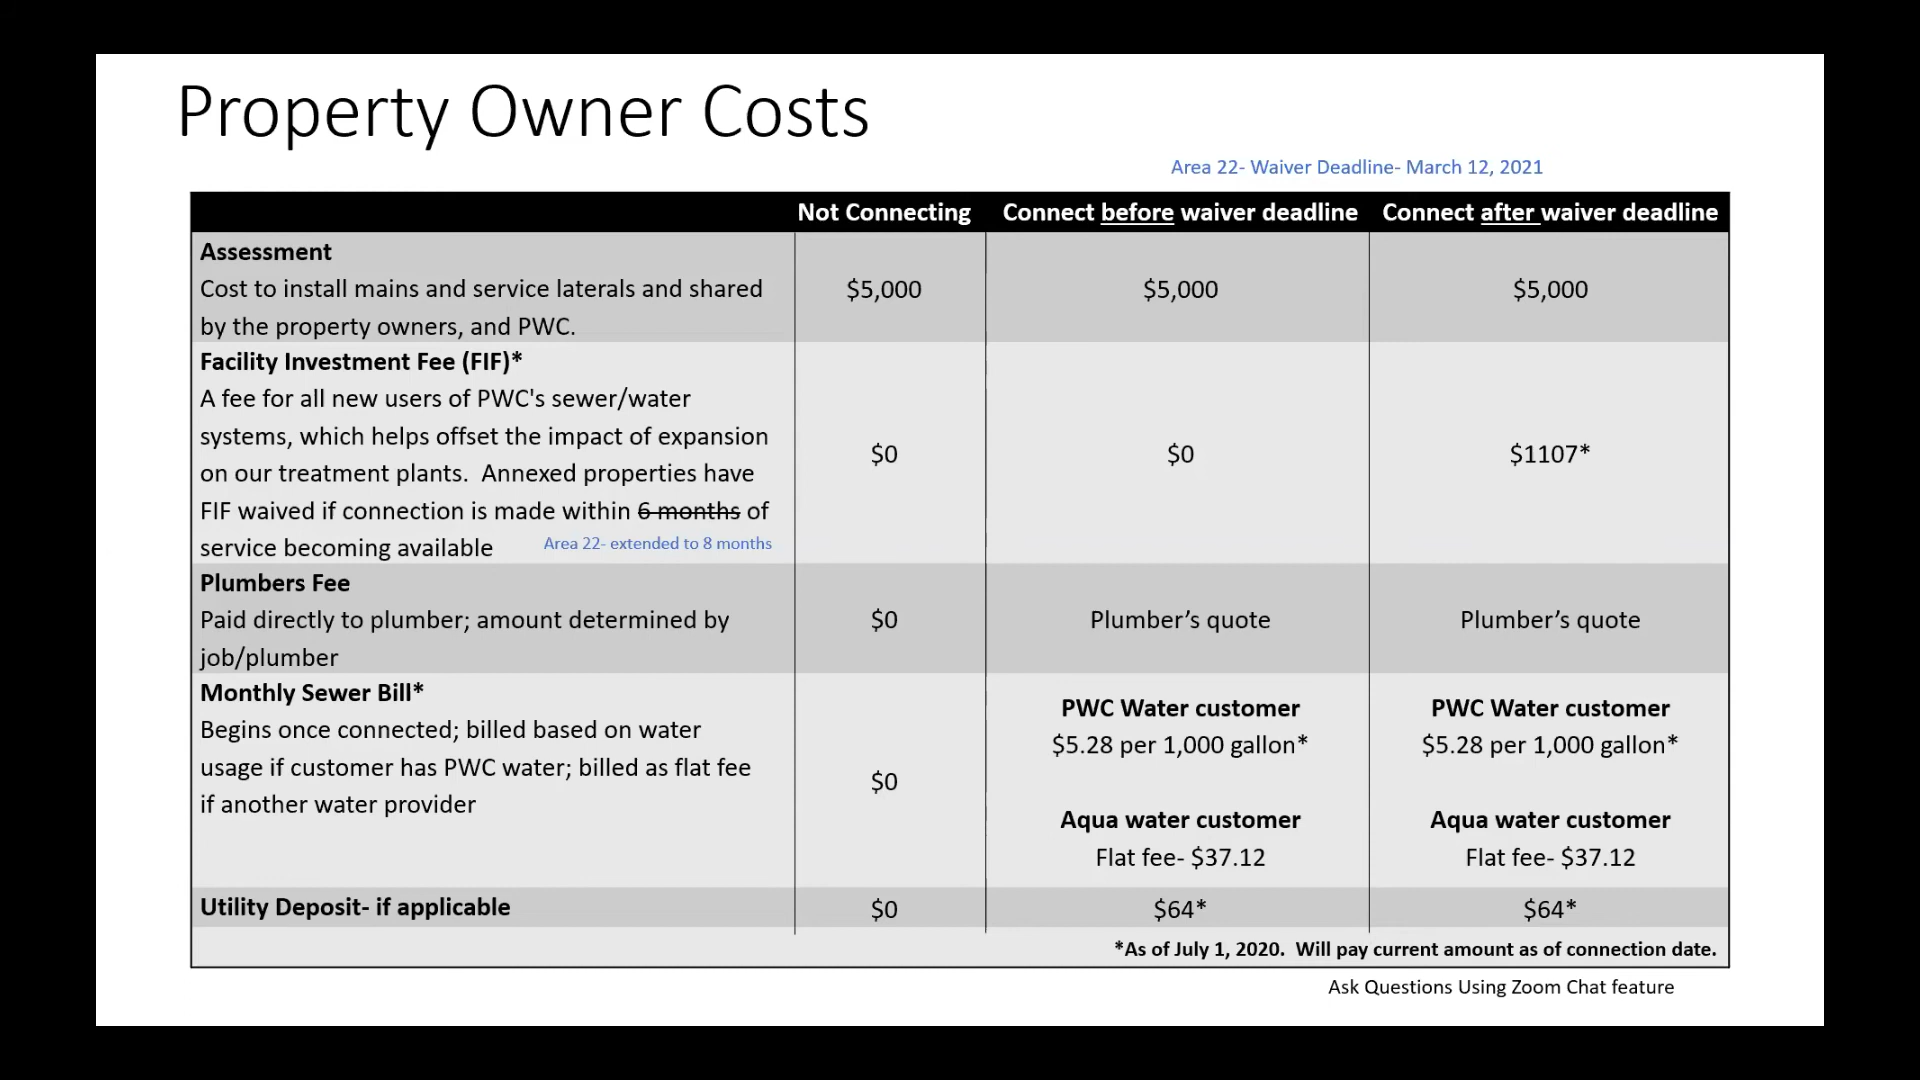 Property Owner Costs
Area 22- Waiver Deadline- March 12, 2021
Not Connecting
Connect before waiver deadline
Connect after waiver deadline
Assessment
Cost to install mains and service laterals and shared
by the property owners, and PWC.
$5,000
$5,000
$5,000
Facility Investment Fee (FIF)*
A fee for all new users of PWC's sewer/water
systems, which helps offset the impact of expansion
on our treatment plants.  Annexed properties have
FIF waived if connection is made within 6 months of
service becoming available
Area 22- extended to 8 months
$0
$0
$1107*
Plumbers Fee
Paid directly to plumber; amount determined by
job/plumber
$0
Plumber’s quote
Plumber’s quote
Monthly Sewer Bill*
Begins once connected; billed based on water
usage if customer has PWC water; billed as flat fee
if another water provider
$0
PWC Water customer
$5.28 per 1,000 gallon*
Aqua water customer
Flat fee- $37.12
PWC Water customer
$5.28 per 1,000 gallon*
Aqua water customer
Flat fee- $37.12
Utility Deposit- if applicable
$0
$64*
$64*
*As of July 1, 2020.  Will pay current amount as of connection date.
Ask Questions Using Zoom Chat feature